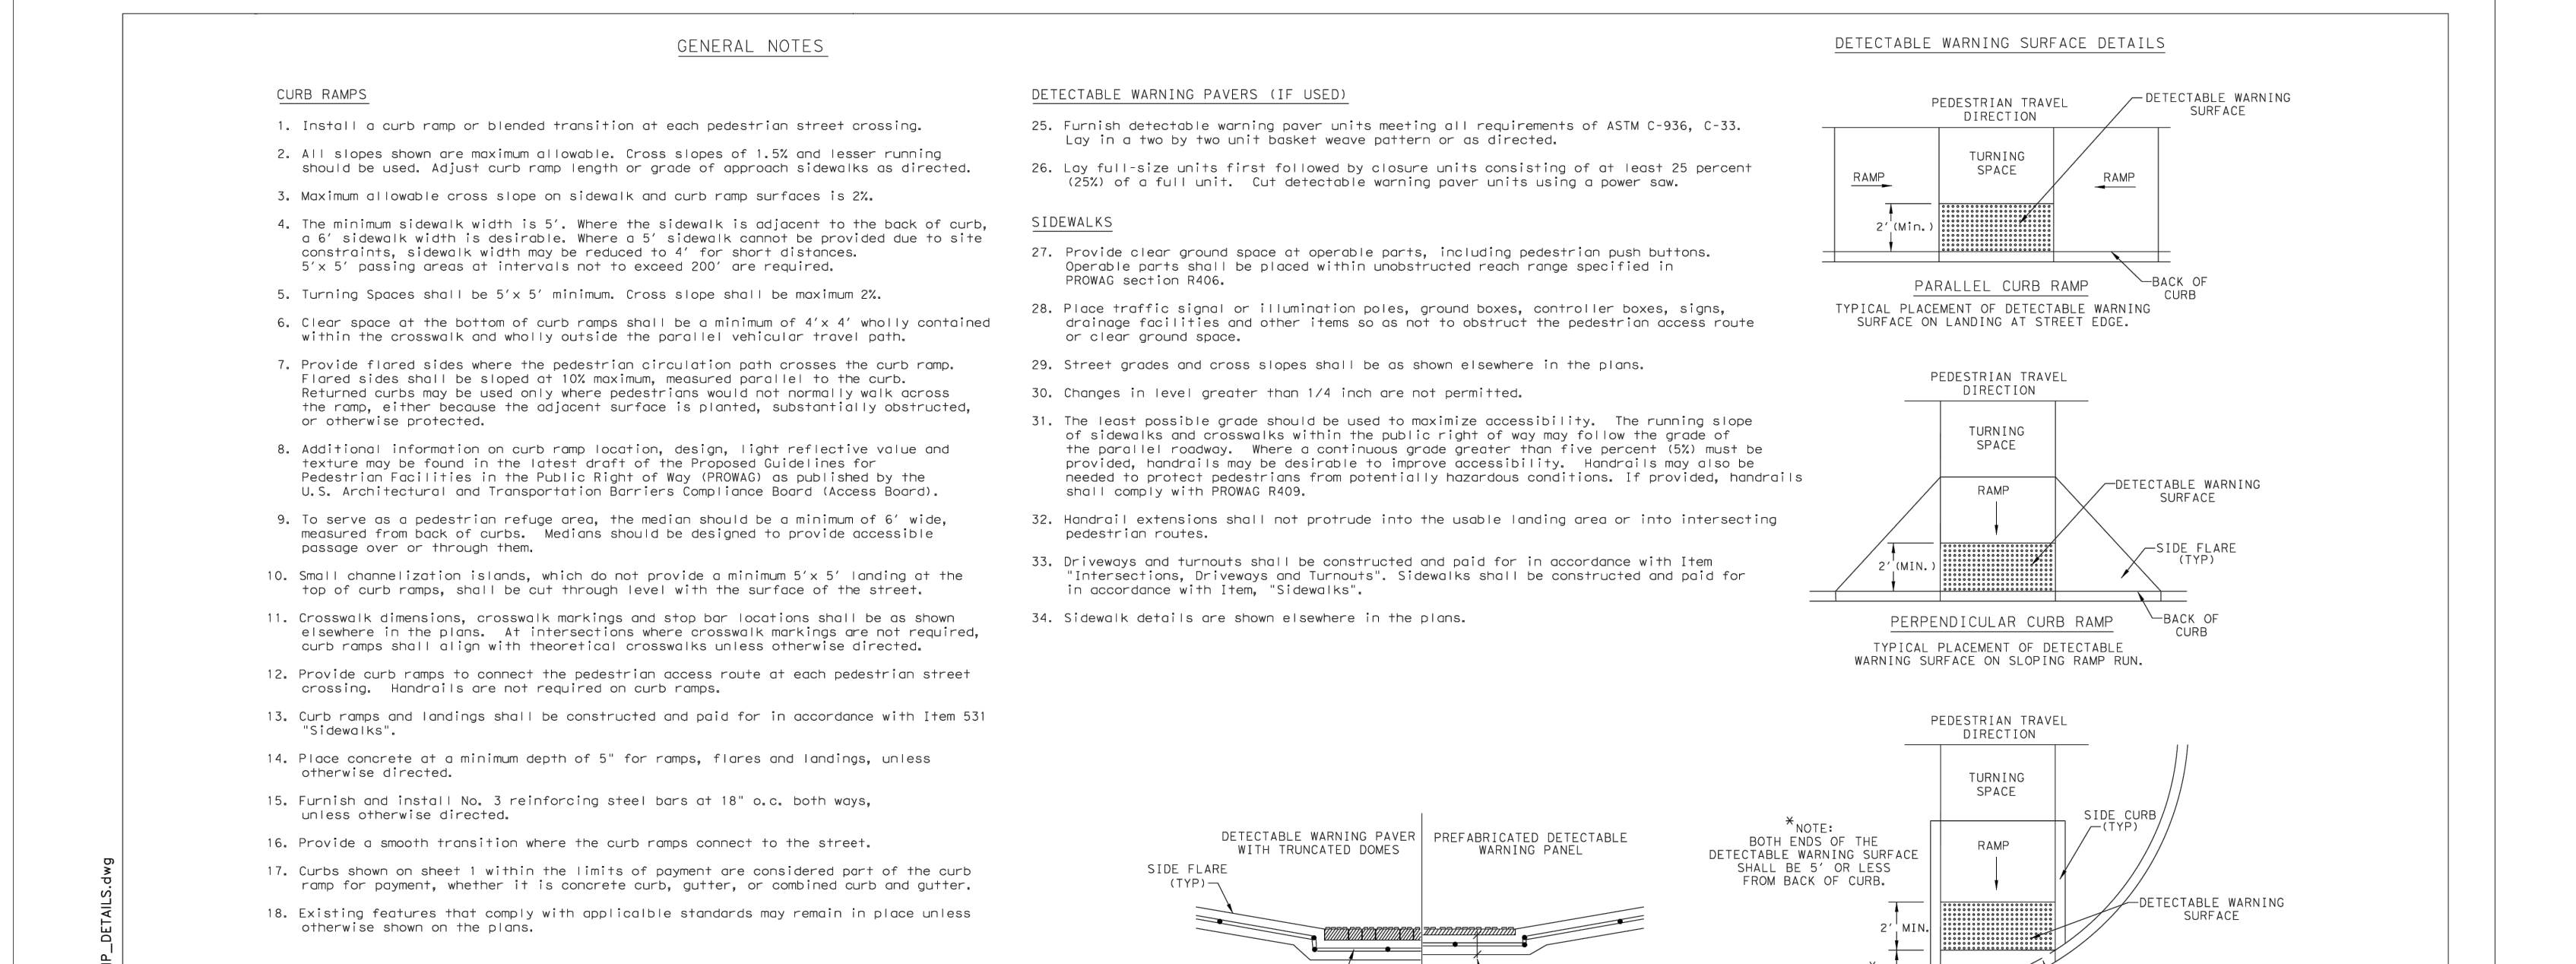 GENERAL NOTES
CURB RAMPS
1. Install a curb ramp or blended transition at each pedestrian street crossing.
2. All slopes shown are maximum allowable. Cross slopes of 1.5% and lesser running
should be used. Adjust curb ramp length or grade of approach sidewalks as directed.
3. Maximum allowable cross slope on sidewalk and curb ramp surfaces is 2%.
4. The minimum sidewalk width is 5'. Where the sidewalk is adjacent to the back of curb,
a 6' sidewalk width is desirable. Where a 5' sidewalk cannot be provided due to site
constraints, sidewalk width may be reduced to 4' for short distances.
5'x 5' passing areas at intervals not to exceed 200' are required.
5. Turning Spaces shall be 5'x 5' minimum. Cross slope shall be maximum 2%.
6. Clear space at the bottom of curb ramps shall be a minimum of 4'x 4' wholly contained
within the crosswalk and wholly outside the parallel vehicular travel path.
7. Provide flared sides where the pedestrian circulation path crosses the curb ramp.
Flared sides shall be sloped at 10% maximum, measured parallel to the curb.
Returned curbs may be used only where pedestrians would not normally walk across
the ramp, either because the adjacent surface is planted, substantially obstructed,
or otherwise protected.
8. Additional information on curb ramp location, design, light reflective value and
texture may be found in the latest draft of the Proposed Guidelines for
Pedestrian Facilities in the Public Right of Way (PROWAG) as published by the
U.S. Architectural and Transportation Barriers Compliance Board (Access Board).
9. To serve as a pedestrian refuge area, the median should be a minimum of 6' wide,
measured from back of curbs. Medians should be designed to provide accessible
passage over or through them.
10. Small channelization islands, which do not provide a minimum 5'x 5' landing at the
top of curb ramps, shall be cut through level with the surface of the street.
11. Crosswalk dimensions, crosswalk markings and stop bar locations shall be as shown
elsewhere in the plans. At intersections where crosswalk markings are not required,
curb ramps shall align with theoretical crosswalks unless otherwise directed.
12. Provide curb ramps to connect the pedestrian access route at each pedestrian street
crossing. Handrails are not required on curb ramps.
13. Curb ramps and landings shall be constructed and paid for in accordance with Item 531
"Sidewalks".
14. Place concrete at a minimum depth of 5" for ramps, flares and landings, unless
otherwise directed.
15. Furnish and install No. 3 reinforcing steel bars at 18" o.c. both ways,
unless otherwise directed.
16. Provide a smooth transition where the curb ramps connect to the street.
17. Curbs shown on sheet 1 within the limits of payment are considered part of the curb
ramp for payment, whether it is concrete curb, gutter, or combined curb and gutter.
18. Existing features that comply with applicalble standards may remain in place unless
otherwise shown on the plans.
DETECTABLE WARNING PAVERS (IF USED)
25. Furnish detectable warning paver units meeting all requirements of ASTM C-936, C-33.
Lay in a two by two unit basket weave pattern or as directed.
26. Lay full-size units first followed by closure units consisting of at least 25 percent
(25%) of a full unit. Cut detectable warning paver units using a power saw.
SIDEWALKS
27. Provide clear ground space at operable parts, including pedestrian push buttons.
Operable parts shall be placed within unobstructed reach range specified in
PROWAG section R406.
28. Place traffic signal or illumination poles, ground boxes, controller boxes, signs,
drainage facilities and other items so as not to obstruct the pedestrian access route
or clear ground space.
29. Street grades and cross slopes shall be as shown elsewhere in the plans.
30. Changes in level greater than 1/4 inch are not permitted.
31. The least possible grade should be used to maximize accessibility. The running slope
of sidewalks and crosswalks within the public right of way may follow the grade of
the parallel roadway. Where a continuous grade greater than five percent (5%) must be
provided, handrails may be desirable to improve accessibility. Handrails may also be
needed to protect pedestrians from potentially hazardous conditions. If provided, handrails
shall comply with PROWAG R409.
32. Handrail extensions shall not protrude into the usable landing area or into intersecting
pedestrian routes.
33. Driveways and turnouts shall be constructed and paid for in accordance with Item
"Intersections, Driveways and Turnouts". Sidewalks shall be constructed and paid for
in accordance with Item, "Sidewalks".
34. Sidewalk details are shown elsewhere in the plans.
DETECTABLE WARNING PAVER
WITH TRUNCATED DOMES
PREFABRICATED DETECTABLE
WARNING PANEL
SIDE FLARE
(TYP)
DETECTABLE WARNING SURFACE DETAILS
PEDESTRIAN TRAVEL
DIRECTION
DETECTABLE WARNING
SURFACE
TURNING
SPACE
RAMP
RAMP
2' (Min.)
BACK OF
CURB
PARALLEL CURB RAMP
TYPICAL PLACEMENT OF DETECTABLE WARNING
SURFACE ON LANDING AT STREET EDGE.
PEDESTRIAN TRAVEL
DIRECTION
TURNING
SPACE
RAMP
DETECTABLE WARNING
SURFACE
2' (MIN.)
SIDE FLARE
(TYP)
BACK OF
CURB
PERPENDICULAR CURB RAMP
TYPICAL PLACEMENT OF DETECTABLE
WARNING SURFACE ON SLOPING RAMP RUN.
PEDESTRIAN TRAVEL
DIRECTION
TURNING
SPACE
SIDE CURB
(TYP)
*NOTE:
BOTH ENDS OF THE
DETECTABLE WARNING SURFACE
SHALL BE 5' OR LESS
FROM BACK OF CURB.
RAMP
DETECTABLE WARNING
SURFACE
2' MIN.
*
IP_DETAILS.dwg